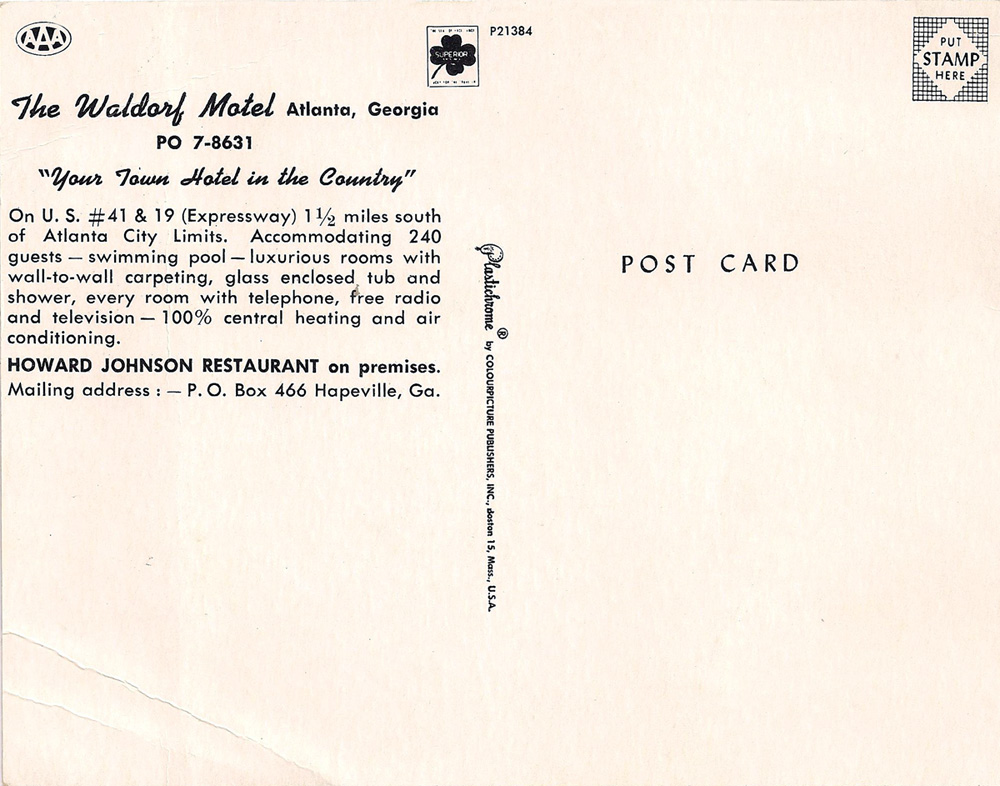 AAA
SUPERIOR
P21384
PUT
STAMP
HERE
The Waldorf Motel Atlanta, Georgia
PO 7-8631
"Your Town Hotel in the Country"
On U. S. #41 & 19 (Expressway) 1½ miles south
of Atlanta City Limits. Accommodating 240
guests — swimming pool — luxurious rooms with
wall-to-wall carpeting, glass enclosed tub and
shower, every room with telephone, free radio
and television — 100% central heating and air
conditioning.
HOWARD JOHNSON RESTAURANT on premises.
Mailing address : — P. O. Box 466 Hapeville, Ga.
Plastichrome ® by COLOURPICTURE PUBLISHERS, INC., Boston 15, Mass., U.S.A.
POST CARD